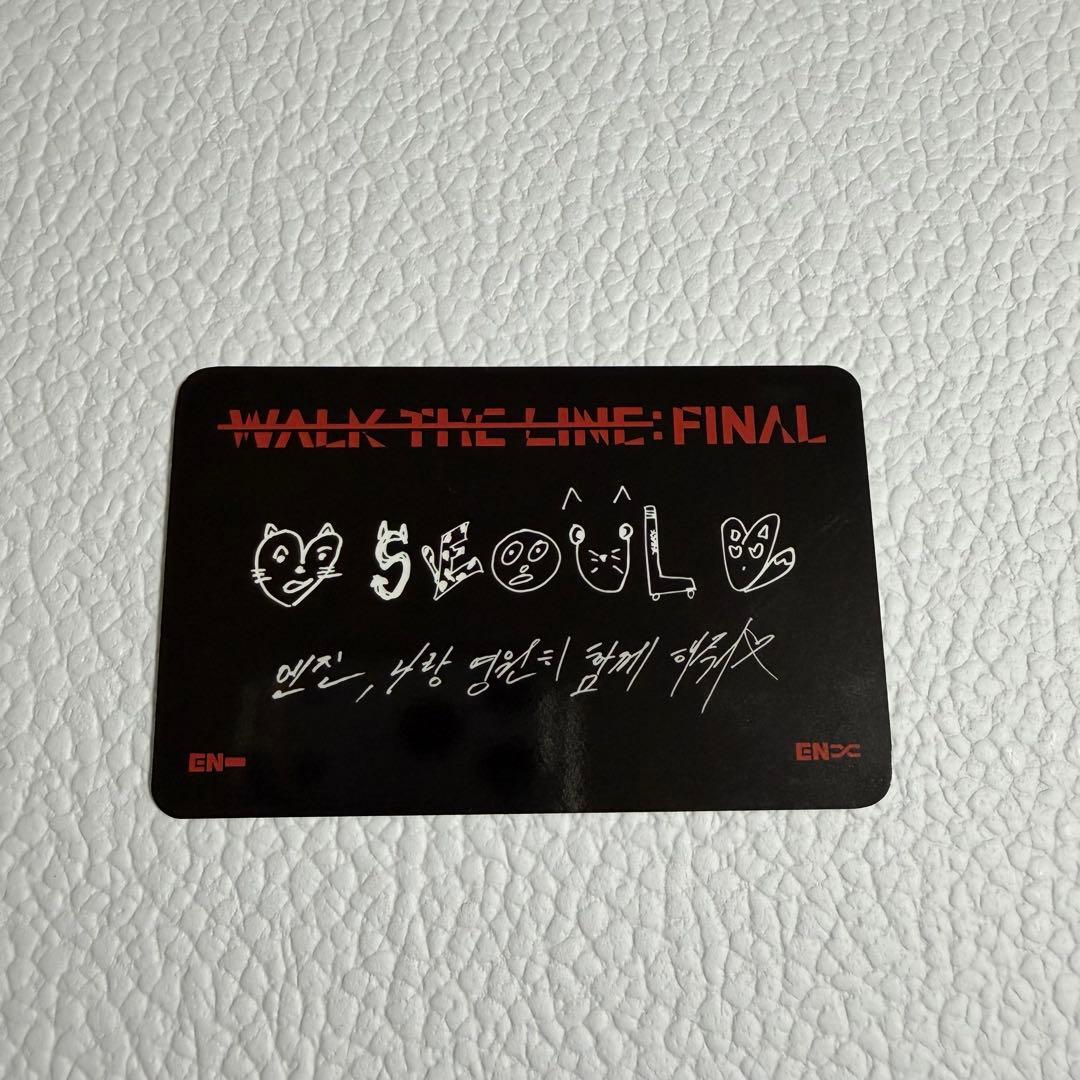 WALK THE LINE : FINAL
SEOUL
엔진, 나랑 영원히 함께 해줘
EN- EN